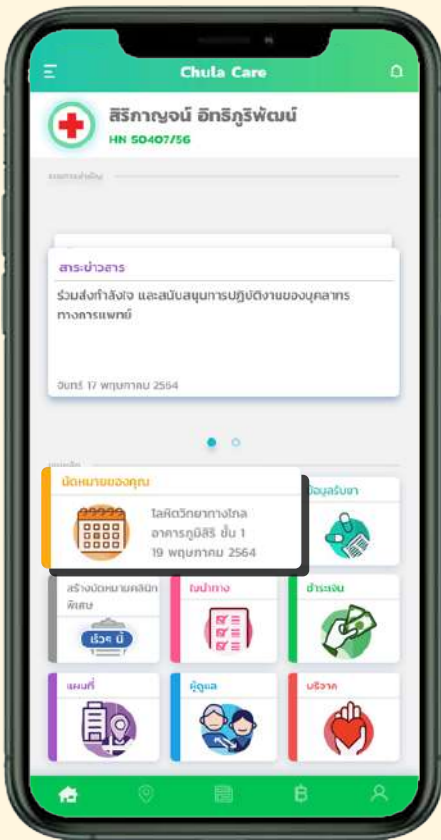 Chula Care
สิริกาญจน์ อิทธิภูริพัฒน์
HN 50407/56
สาระข่าวสาร
ร่วมส่งกำลังใจ และสนับสนุนการปฏิบัติงานของบุคลากร
ทางการแพทย์
จันทร์ 17 พฤษภาคม 2564
นัดหมายของคุณ
โลหิตวิทยาทางไกล
อาคารภูมิสิริ ชั้น 1
19 พฤษภาคม 2564
ข้อมูลรับยา
สร้างนัดหมายคลินิก
พิเศษ
เร็วๆ นี้
ใบนำทาง
ชำระเงิน
แผนที่
ผู้ดูแล
บริจาค